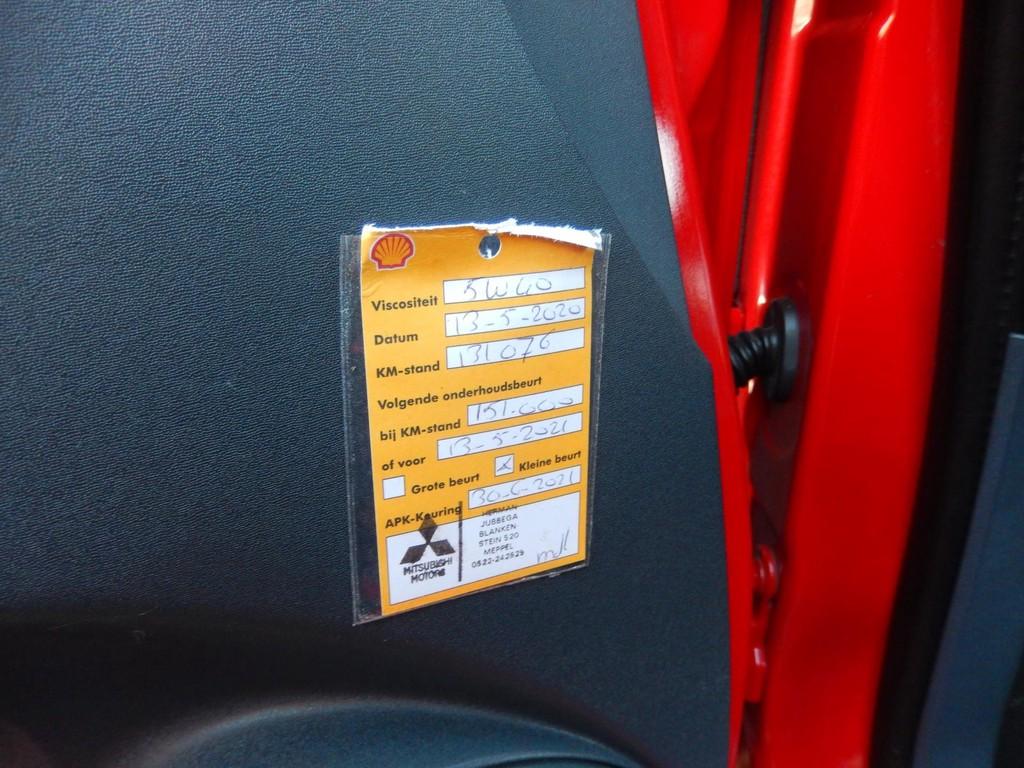 Viscositeit 5W40
Datum 13-5-2020
KM-stand 131076
Volgende onderhoudsbeurt
bij KM-stand 151.000
of voor 13-5-2021
Grote beurt Kleine beurt
APK-Keuring 30-6-2021
MITSUBISHI
MOTORS
HERMAN
JUBBEGA
BLANKEN-
STEIN 520
MEPPEL
0522-242929